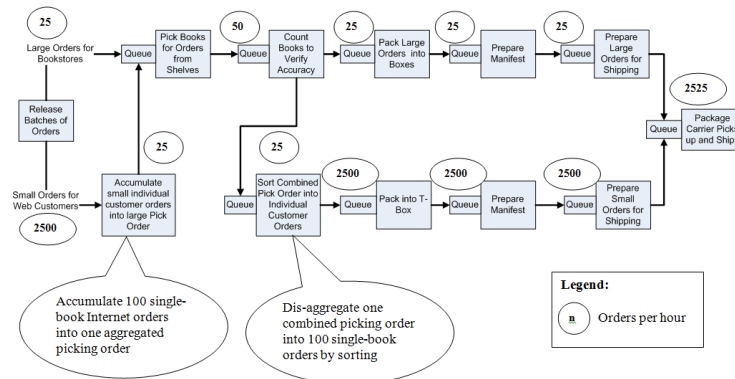 25
50
25
25
25
Large Orders for
Bookstores
Queue
Pick Books
for Orders
from
Shelves
Queue
Count
Books to
Verify
Accuracy
Queue
Pack Large
Orders into
Boxes
Queue
Prepare
Manifest
Queue
Prepare
Large
Orders for
Shipping
2525
Release
Batches of
Orders
Queue
Package
Carrier Picks
up and Ships
25
25
2500
2500
2500
Small Orders for
Web Customers
2500
Accumulate
small individual
customer orders
into large Pick
Order
Queue
Sort Combined
Pick Order into
Individual
Customer
Orders
Queue
Pack into T-
Box
Queue
Prepare
Manifest
Queue
Prepare
Small
Orders for
Shipping
Accumulate 100 single-
book Internet orders
into one aggregated
picking order
Dis-aggregate one
combined picking order
into 100 single-book
orders by sorting
Legend:
n Orders per hour